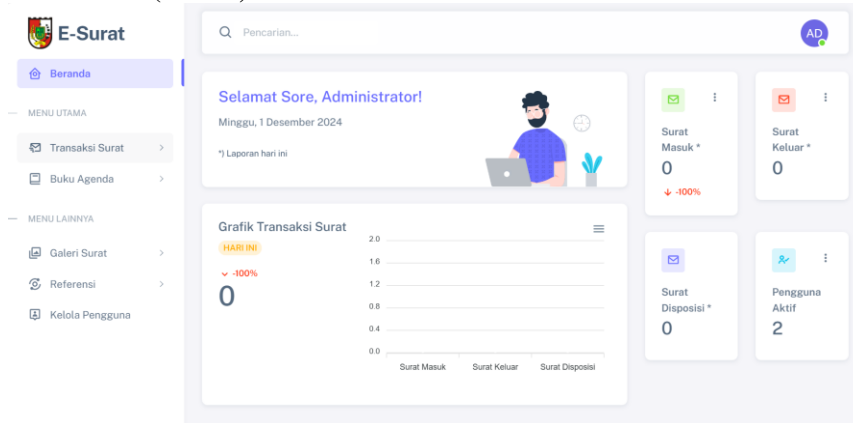 E-Surat
Beranda
MENU UTAMA
Transaksi Surat
Buku Agenda
MENU LAINNYA
Galeri Surat
Referensi
Kelola Pengguna
Pencarian...
AD
Selamat Sore, Administrator!
Minggu, 1 Desember 2024
*) Laporan hari ini
Surat
Masuk *
0
-100%
Surat
Keluar *
0
Grafik Transaksi Surat
HARI INI
-100%
0
2.0
1.6
1.2
0.8
0.4
0.0
Surat Masuk Surat Keluar Surat Disposisi
Surat
Disposisi *
0
Pengguna
Aktif
2